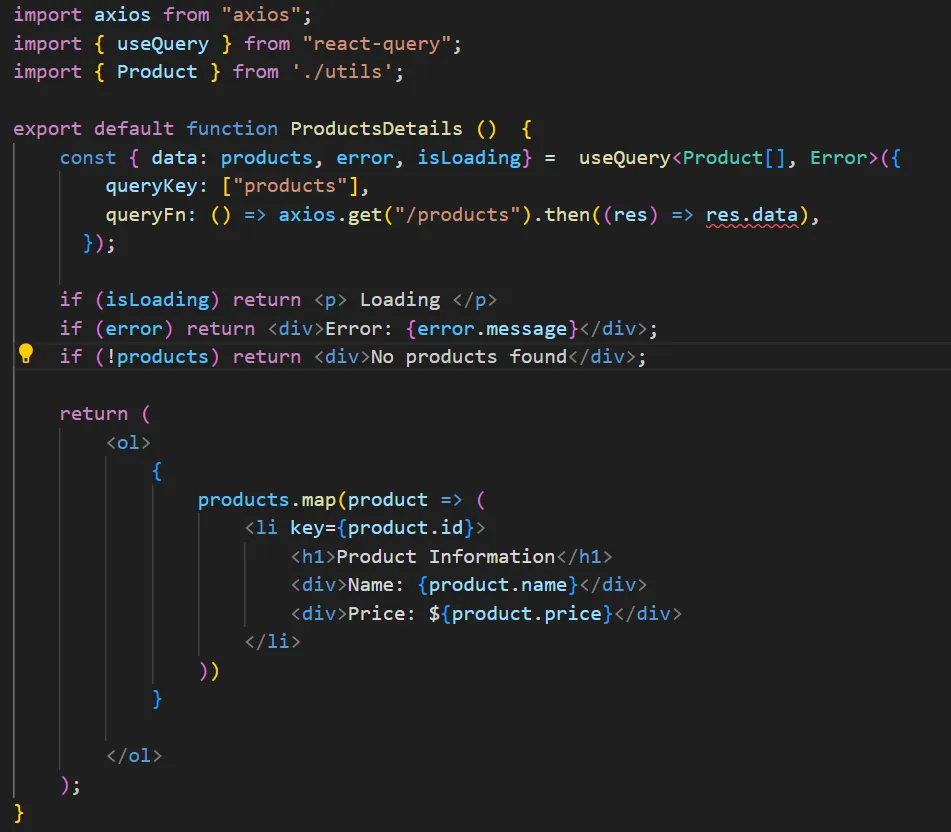 import axios from "axios";
import { useQuery } from "react-query";
import { Product } from './utils';

export default function ProductsDetails ()  {
    const { data: products, error, isLoading} =  useQuery<Product[], Error>({
        queryKey: ["products"],
        queryFn: () => axios.get("/products").then((res) => res.data),
      });

    if (isLoading) return <p> Loading </p>
    if (error) return <div>Error: {error.message}</div>;
    if (!products) return <div>No products found</div>;

    return (
        <ol>
            {
                products.map(product => (
                    <li key={product.id}>
                        <h1>Product Information</h1>
                        <div>Name: {product.name}</div>
                        <div>Price: ${product.price}</div>
                    </li>
                ))
            }

        </ol>
    );
}